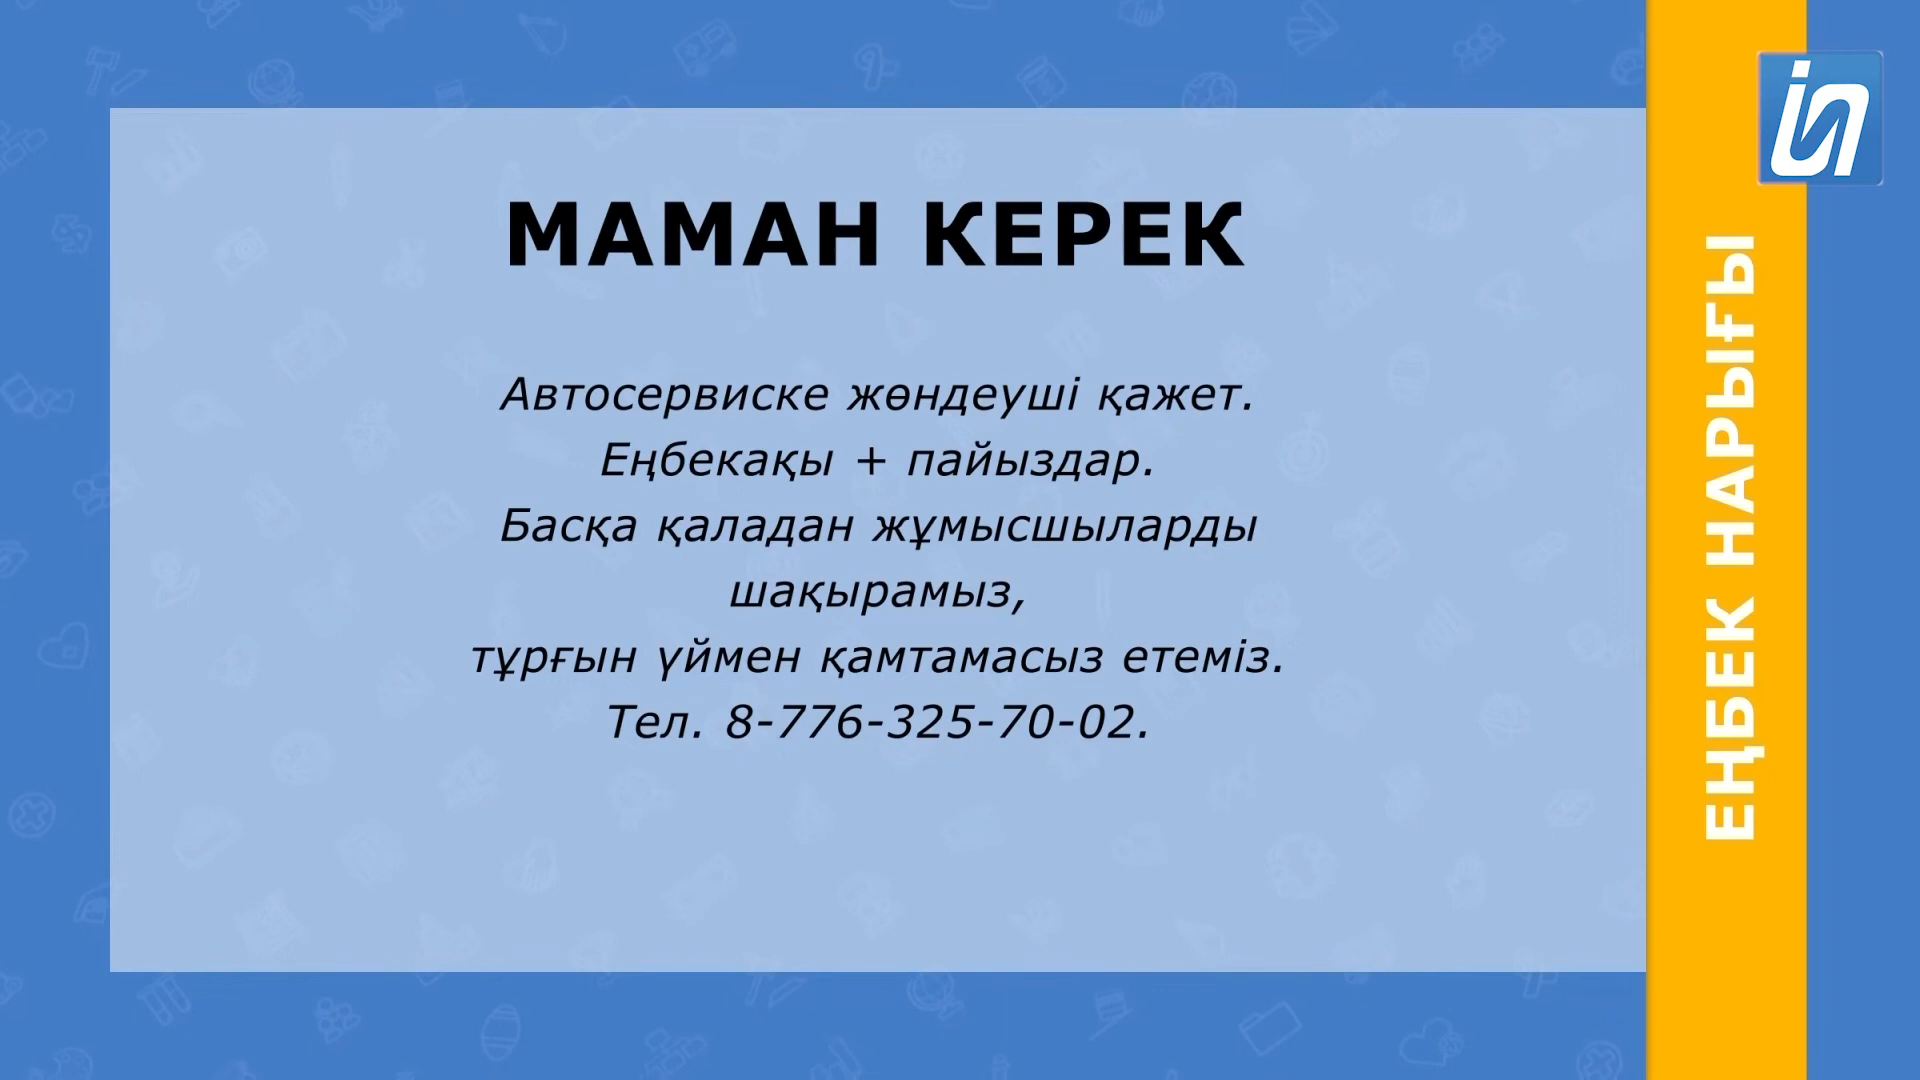 МАМАН КЕРЕК
Автосервиске жөндеуші қажет.
Еңбекақы + пайыздар.
Басқа қаладан жұмысшыларды
шақырамыз,
тұрғын үймен қамтамасыз етеміз.
Тел. 8-776-325-70-02.
ЕҢБЕК НАРЫҒЫ